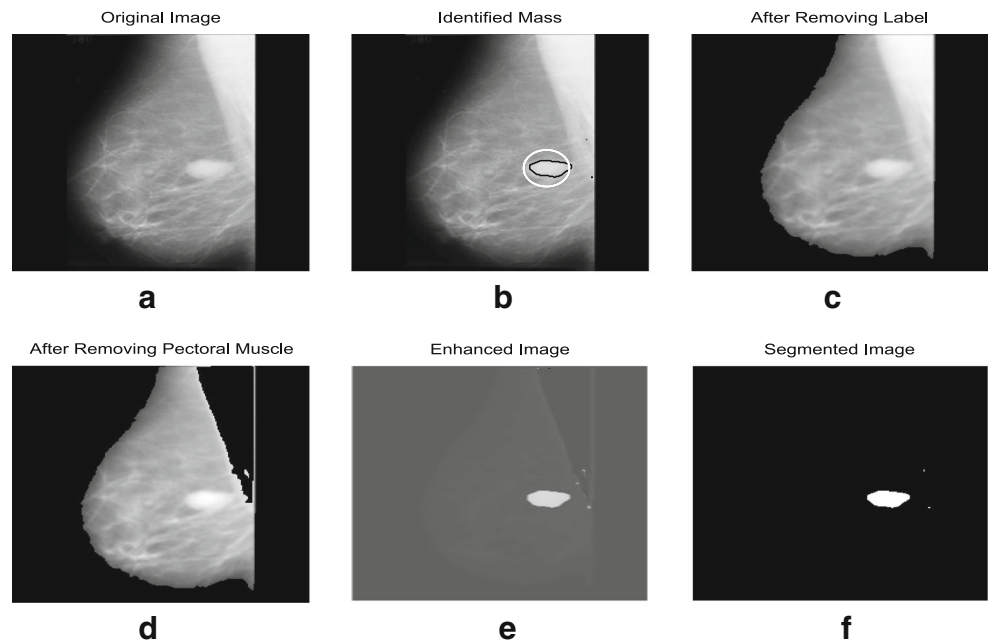 Original Image
Identified Mass
After Removing Label
a
b
c
After Removing Pectoral Muscle
Enhanced Image
Segmented Image
d
e
f